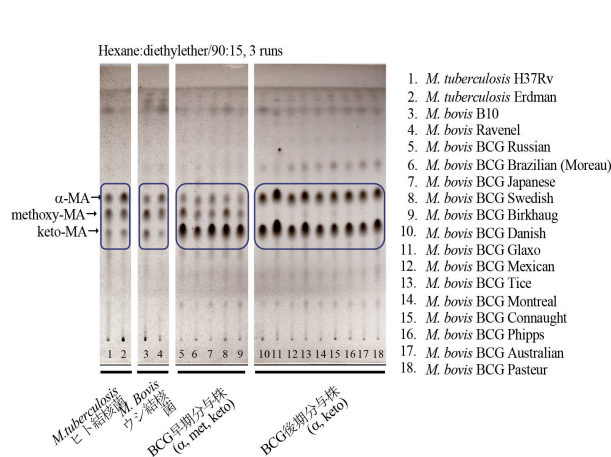 Hexane:diethylether/90:15, 3 runs
α-MA
methoxy-MA
keto-MA
1 2 3 4 5 6 7 8 9 10 11 12 13 14 15 16 17 18
M.tuberculosis
ヒト結核菌
M. Bovis
ウシ結核
菌
BCG早期分与株
(α, met, keto)
BCG後期分与株
(α, keto)
1. M. tuberculosis H37Rv
2. M. tuberculosis Erdman
3. M. bovis B10
4. M. bovis Ravenel
5. M. bovis BCG Russian
6. M. bovis BCG Brazilian (Moreau)
7. M. bovis BCG Japanese
8. M. bovis BCG Swedish
9. M. bovis BCG Birkhaug
10. M. bovis BCG Danish
11. M. bovis BCG Glaxo
12. M. bovis BCG Mexican
13. M. bovis BCG Tice
14. M. bovis BCG Montreal
15. M. bovis BCG Connaught
16. M. bovis BCG Phipps
17. M. bovis BCG Australian
18. M. bovis BCG Pasteur